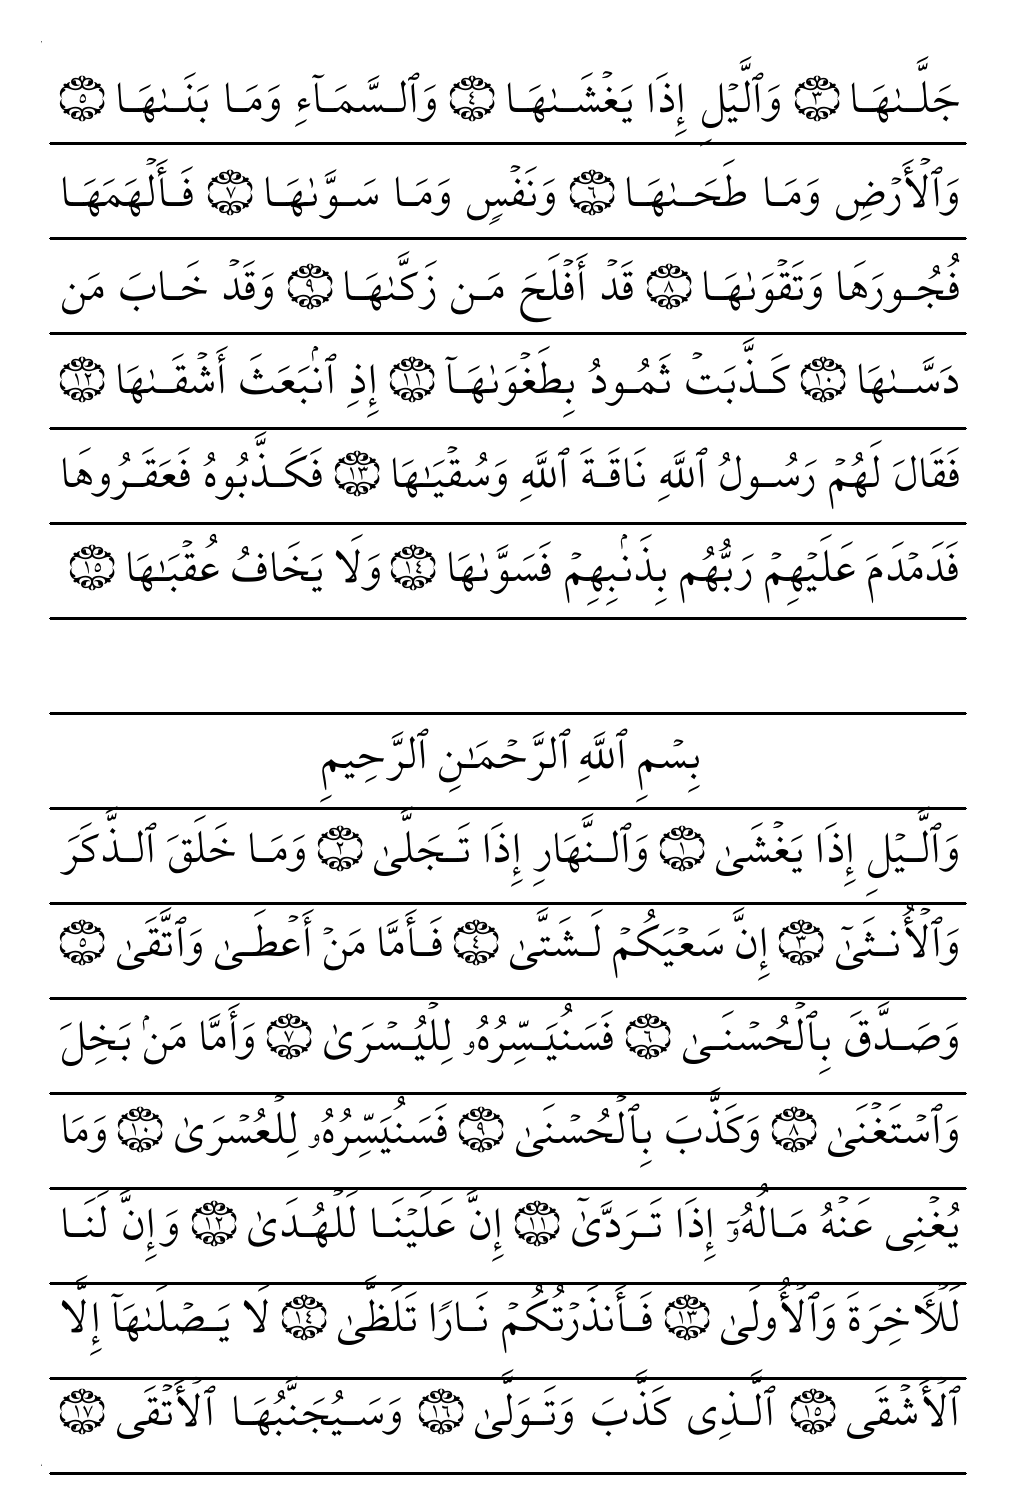 جَلَّىٰهَا ٣ وَٱلَّيۡلِ إِذَا يَغۡشَىٰهَا ٤ وَٱلسَّمَآءِ وَمَا بَنَىٰهَا ٥
وَٱلۡأَرۡضِ وَمَا طَحَىٰهَا ٦ وَنَفۡسٖ وَمَا سَوَّىٰهَا ٧ فَأَلۡهَمَهَا
فُجُورَهَا وَتَقۡوَىٰهَا ٨ قَدۡ أَفۡلَحَ مَن زَكَّىٰهَا ٩ وَقَدۡ خَابَ مَن
دَسَّىٰهَا ١٠ كَذَّبَتۡ ثَمُودُ بِطَغۡوَىٰهَآ ١١ إِذِ ٱنۢبَعَثَ أَشۡقَىٰهَا ١٢
فَقَالَ لَهُمۡ رَسُولُ ٱللَّهِ نَاقَةَ ٱللَّهِ وَسُقۡيَٰهَا ١٣ فَكَذَّبُوهُ فَعَقَرُوهَا
فَدَمۡدَمَ عَلَيۡهِمۡ رَبُّهُم بِذَنۢبِهِمۡ فَسَوَّىٰهَا ١٤ وَلَا يَخَافُ عُقۡبَٰهَا ١٥
بِسۡمِ ٱللَّهِ ٱلرَّحۡمَٰنِ ٱلرَّحِيمِ
وَٱلَّيۡلِ إِذَا يَغۡشَىٰ ١ وَٱلنَّهَارِ إِذَا تَجَلَّىٰ ٢ وَمَا خَلَقَ ٱلذَّكَرَ
وَٱلۡأُنثَىٰٓ ٣ إِنَّ سَعۡيَكُمۡ لَشَتَّىٰ ٤ فَأَمَّا مَنۡ أَعۡطَىٰ وَٱتَّقَىٰ ٥
وَصَدَّقَ بِٱلۡحُسۡنَىٰ ٦ فَسَنُيَسِّرُهُۥ لِلۡيُسۡرَىٰ ٧ وَأَمَّا مَنۢ بَخِلَ
وَٱسۡتَغۡنَىٰ ٨ وَكَذَّبَ بِٱلۡحُسۡنَىٰ ٩ فَسَنُيَسِّرُهُۥ لِلۡعُسۡرَىٰ ١٠ وَمَا
يُغۡنِي عَنۡهُ مَالُهُۥٓ إِذَا تَرَدَّىٰٓ ١١ إِنَّ عَلَيۡنَا لَلۡهُدَىٰ ١٢ وَإِنَّ لَنَا
لَلۡأٓخِرَةَ وَٱلۡأُولَىٰ ١٣ فَأَنذَرۡتُكُمۡ نَارٗا تَلَظَّىٰ ١٤ لَا يَصۡلَىٰهَآ إِلَّا
ٱلۡأَشۡقَى ١٥ ٱلَّذِي كَذَّبَ وَتَوَلَّىٰ ١٦ وَسَيُجَنَّبُهَا ٱلۡأَتۡقَى ١٧